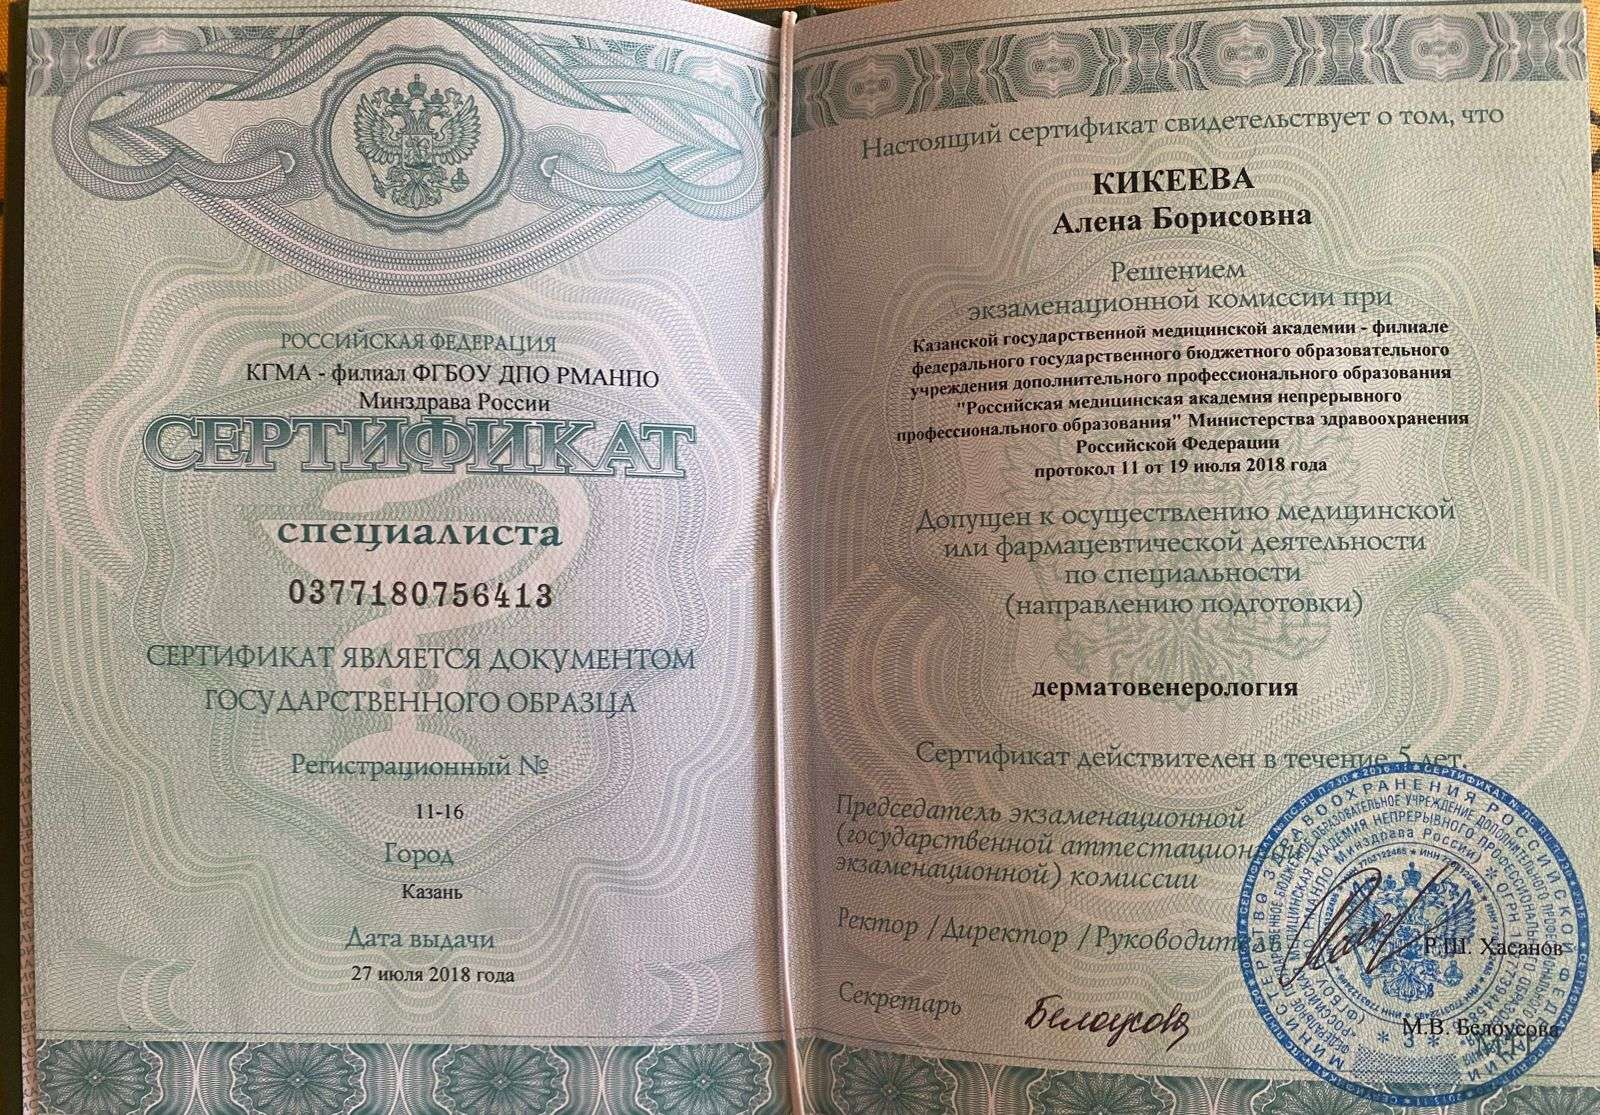 РОССИЙСКАЯ ФЕДЕРАЦИЯ
КГМА - филиал ФГБОУ ДПО РМАНПО
Минздрава России
СЕРТИФИКАТ
специалиста
0377180756413
СЕРТИФИКАТ ЯВЛЯЕТСЯ ДОКУМЕНТОМ
ГОСУДАРСТВЕННОГО ОБРАЗЦА
Регистрационный №
11-16
Город
Казань
Дата выдачи
27 июля 2018 года
Настоящий сертификат свидетельствует о том, что
КИКЕЕВА
Алена Борисовна
Решением
экзаменационной комиссии при
Казанской государственной медицинской академии - филиале
федерального государственного бюджетного образовательного
учреждения дополнительного профессионального образования
"Российская медицинская академия непрерывного
профессионального образования" Министерства здравоохранения
Российской Федерации
протокол 11 от 19 июля 2018 года
Допущен к осуществлению медицинской
или фармацевтической деятельности
по специальности
(направлению подготовки)
дерматовенерология
Сертификат действителен в течение 5 лет.
Председатель экзаменационной
(государственной аттестационной
экзаменационной) комиссии
Ректор /Директор /Руководитель
Р.Ш. Хасанов
Секретарь
Белоусова
М.В. Белоусова
МИНИСТЕРСТВО ЗДРАВООХРАНЕНИЯ РОССИЙСКОЙ ФЕДЕРАЦИИ